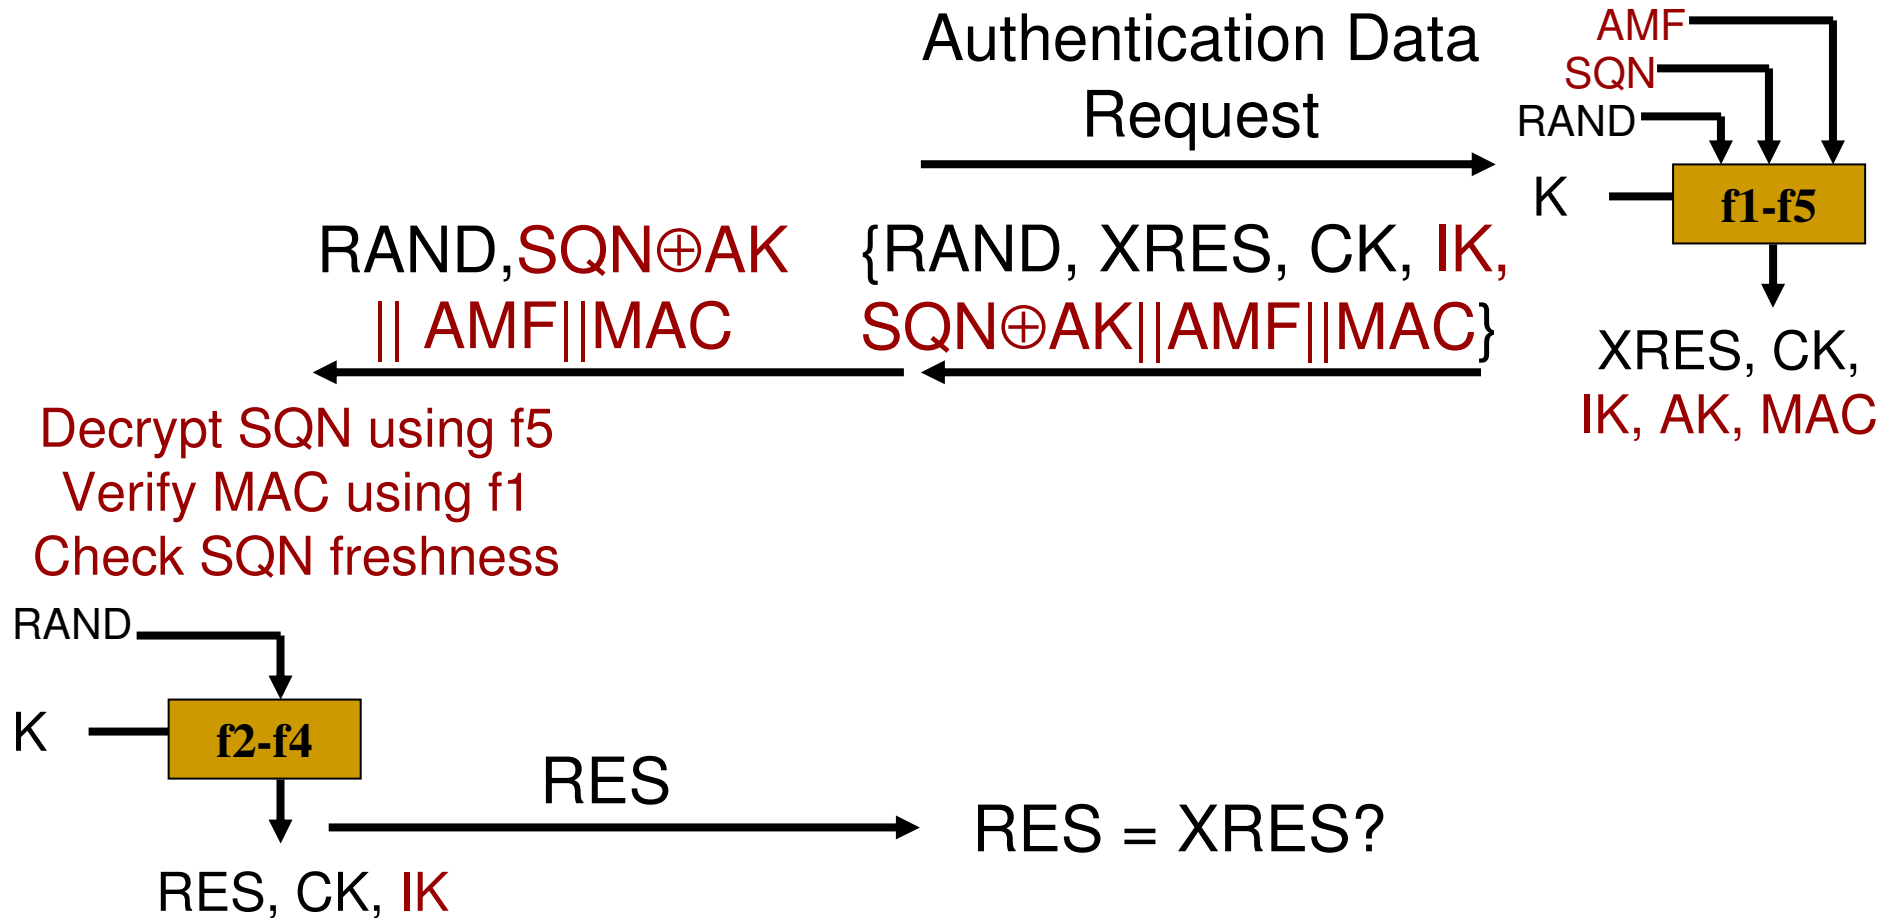 Authentication Data
Request
AMF
SQN
RAND
K
f1-f5
XRES, CK,
IK, AK, MAC
{RAND, XRES, CK, IK,
SQN⊕AK||AMF||MAC}
RAND,SQN⊕AK
|| AMF||MAC
Decrypt SQN using f5
Verify MAC using f1
Check SQN freshness
RAND
K
f2-f4
RES, CK, IK
RES
RES = XRES?